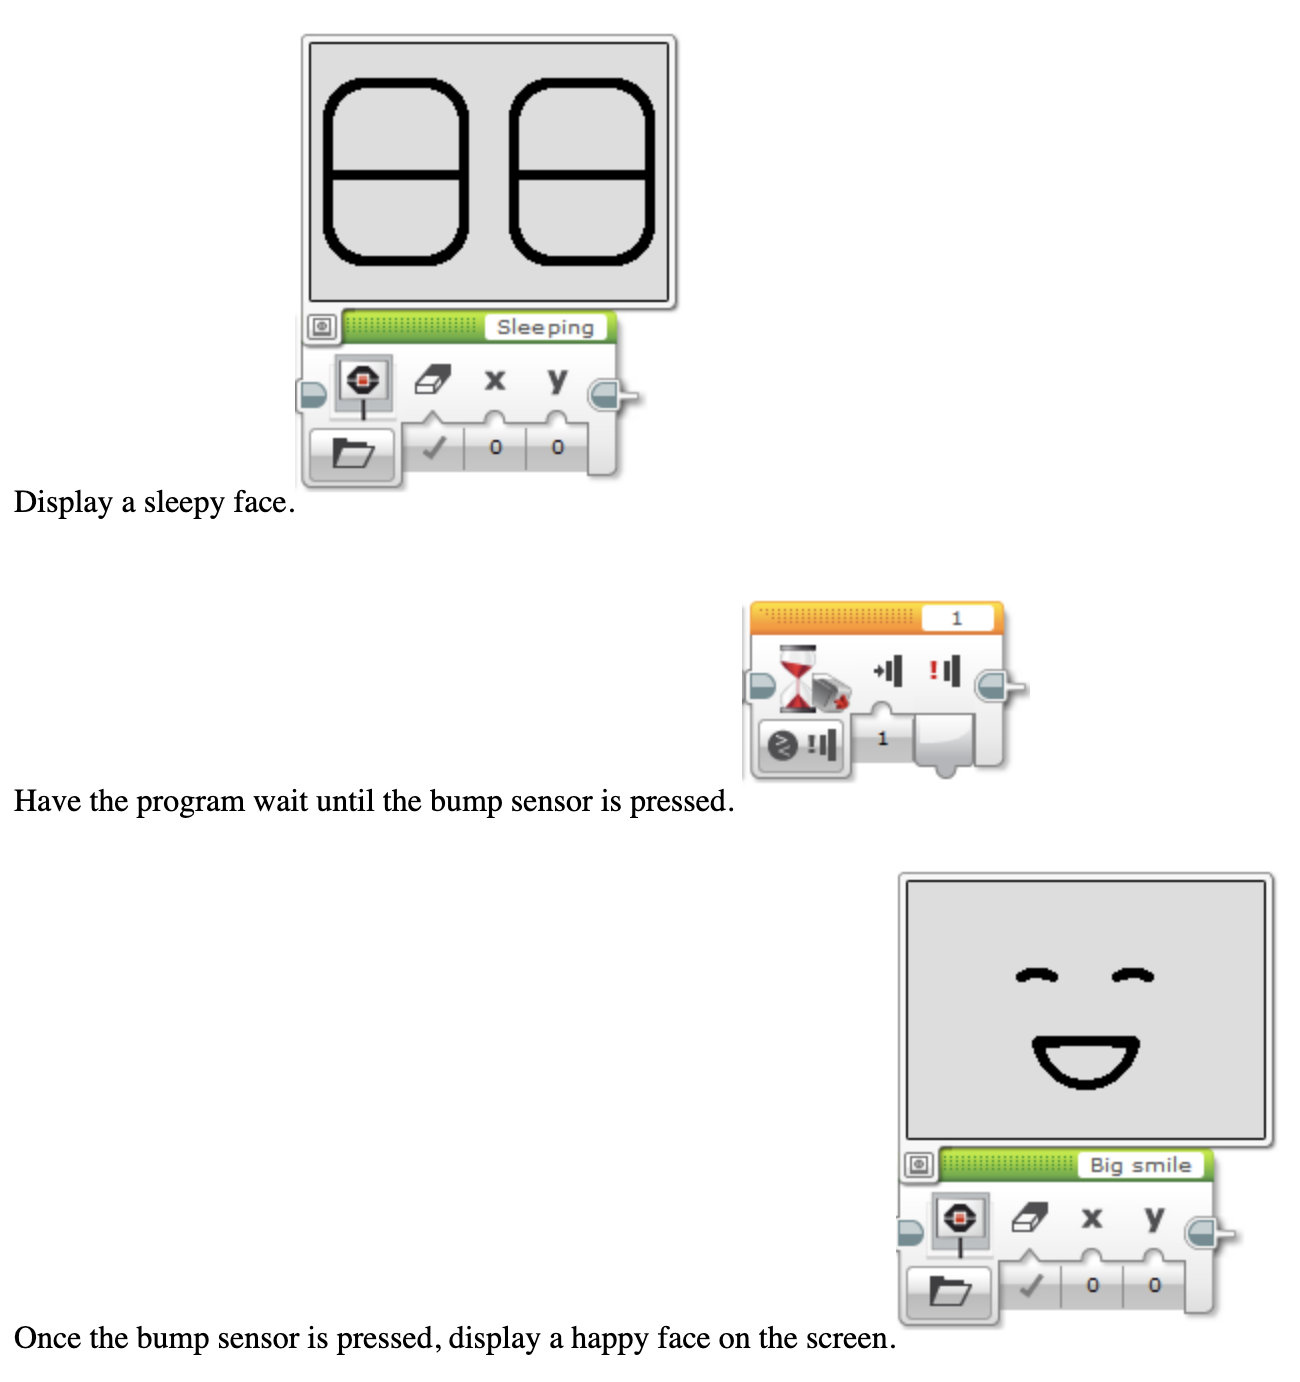 Sleeping
x y
0 0
Display a sleepy face.
1
1
Have the program wait until the bump sensor is pressed.
Big smile
x y
0 0
Once the bump sensor is pressed, display a happy face on the screen.